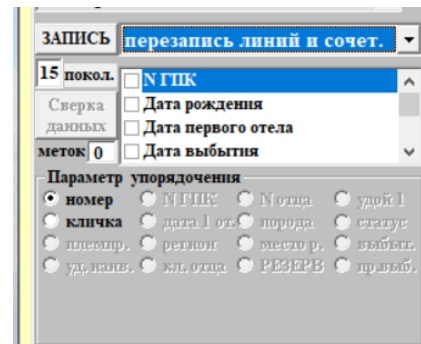 ЗАПИСЬ перезапись линий и сочет.
15 покол. N ГПК
Сверка данных Дата рождения
Дата первого отела
меток 0 Дата выбытия
Параметр упорядочения
номер N ГПК N отца удой 1
кличка дата 1 от. порода статус
племпр. регион место р. выбыт.
уд. наив. кл. отца РЕЗЕРВ пр.выб.